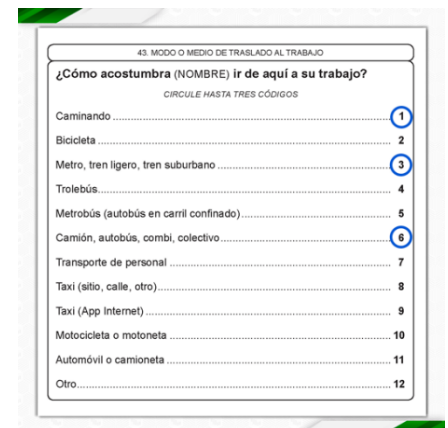 43. MODO O MEDIO DE TRASLADO AL TRABAJO
¿Cómo acostumbra (NOMBRE) ir de aquí a su trabajo?
CIRCULE HASTA TRES CÓDIGOS
Caminando 1
Bicicleta 2
Metro, tren ligero, tren suburbano 3
Trolebús 4
Metrobús (autobús en carril confinado) 5
Camión, autobús, combi, colectivo 6
Transporte de personal 7
Taxi (sitio, calle, otro) 8
Taxi (App Internet) 9
Motocicleta o motoneta 10
Automóvil o camioneta 11
Otro 12